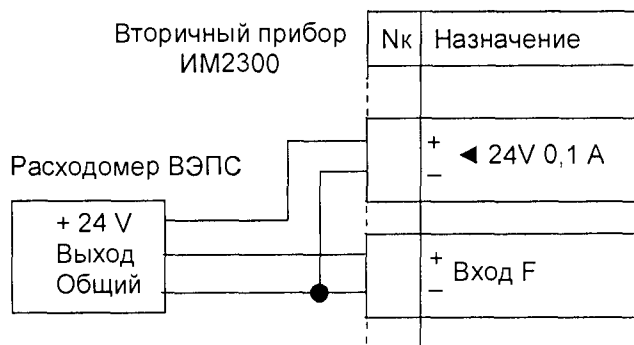 Вторичный прибор
ИМ2300
Nк Назначение
+
◄ 24V 0,1 A
–
Расходомер ВЭПС
+ 24 V
Выход
Общий
+
Вход F
–